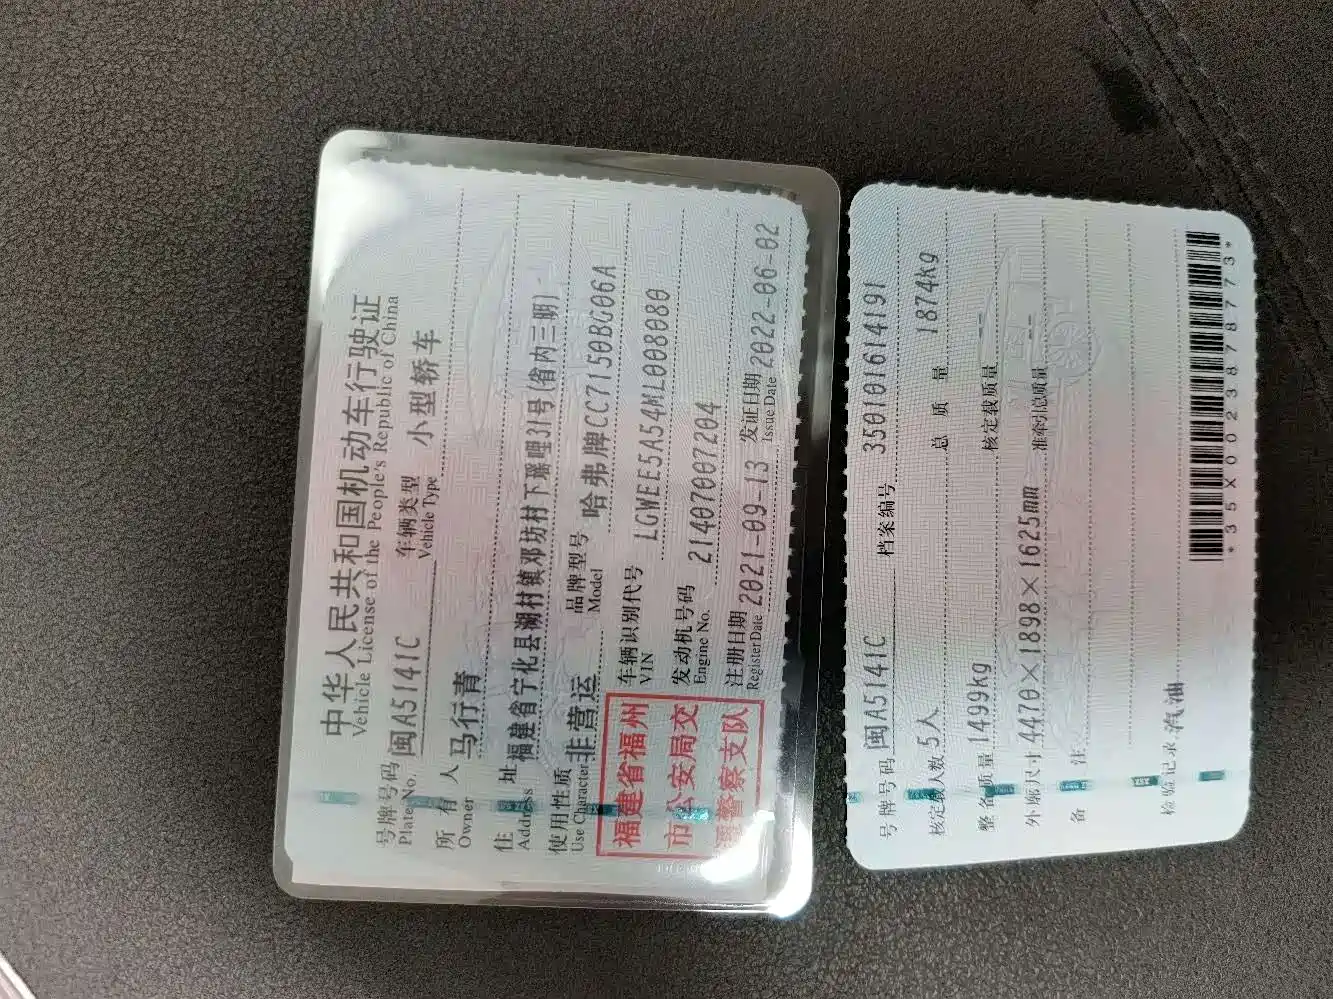 中华人民共和国机动车行驶证
Vehicle License of the People's Republic of China
号牌号码 闽A5141C 车辆类型 小型轿车
Plate No. Vehicle Type
所有人 马行青
Owner
住址 福建省宁化县湖村镇邓坊村下瑶哩31号(省内三明)
Address
使用性质 非营运 品牌型号 哈弗牌CC7150BG06A
Use Character Model
车辆识别代号 LGWEE5A54ML008080
VIN
发动机号码 21407007204
Engine No.
注册日期 2021-09-13 发证日期 2022-06-02
Register Date Issue Date
福建省福州
市公安局交
通警察支队
号牌号码 闽A5141C 档案编号 350101614191
核定载人数 5人 总质量 1874kg
整备质量 1499kg 核定载质量 --
外廓尺寸 4470×1898×1625mm 准牵引总质量 --
备注
检验记录 汽油
*35X0023878773*